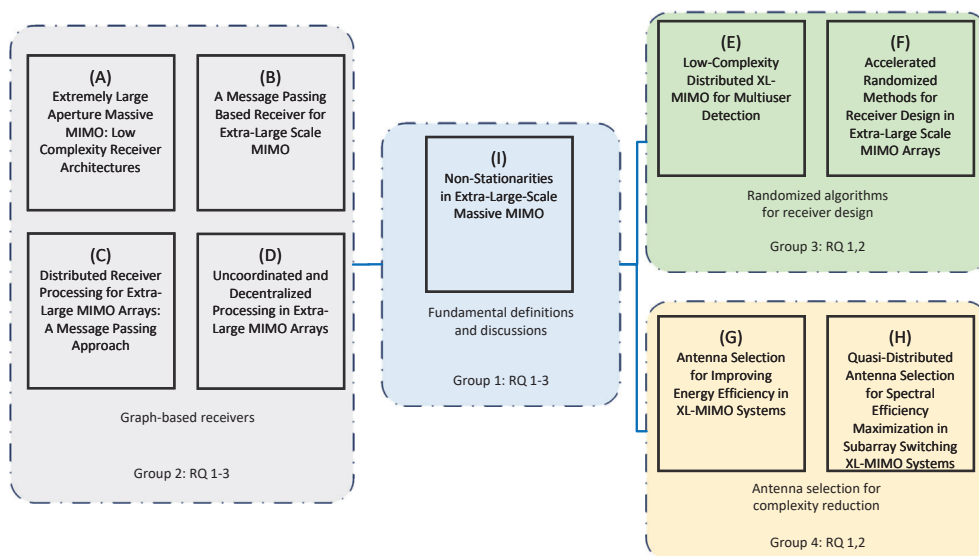 (A)
Extremely Large
Aperture Massive
MIMO: Low
Complexity Receiver
Architectures
(B)
A Message Passing
Based Receiver for
Extra-Large Scale
MIMO
(C)
Distributed Receiver
Processing for Extra-
Large MIMO Arrays:
A Message Passing
Approach
(D)
Uncoordinated and
Decentralized
Processing in Extra-
Large MIMO Arrays
Graph-based receivers
Group 2: RQ 1-3
(I)
Non-Stationarities
in Extra-Large-Scale
Massive MIMO
Fundamental definitions
and discussions
Group 1: RQ 1-3
(E)
Low-Complexity
Distributed XL-
MIMO for Multiuser
Detection
(F)
Accelerated
Randomized
Methods for
Receiver Design in
Extra-Large Scale
MIMO Arrays
Randomized algorithms
for receiver design
Group 3: RQ 1,2
(G)
Antenna Selection
for Improving
Energy Efficiency in
XL-MIMO Systems
(H)
Quasi-Distributed
Antenna Selection
for Spectral
Efficiency
Maximization in
Subarray Switching
XL-MIMO Systems
Antenna selection for
complexity reduction
Group 4: RQ 1,2